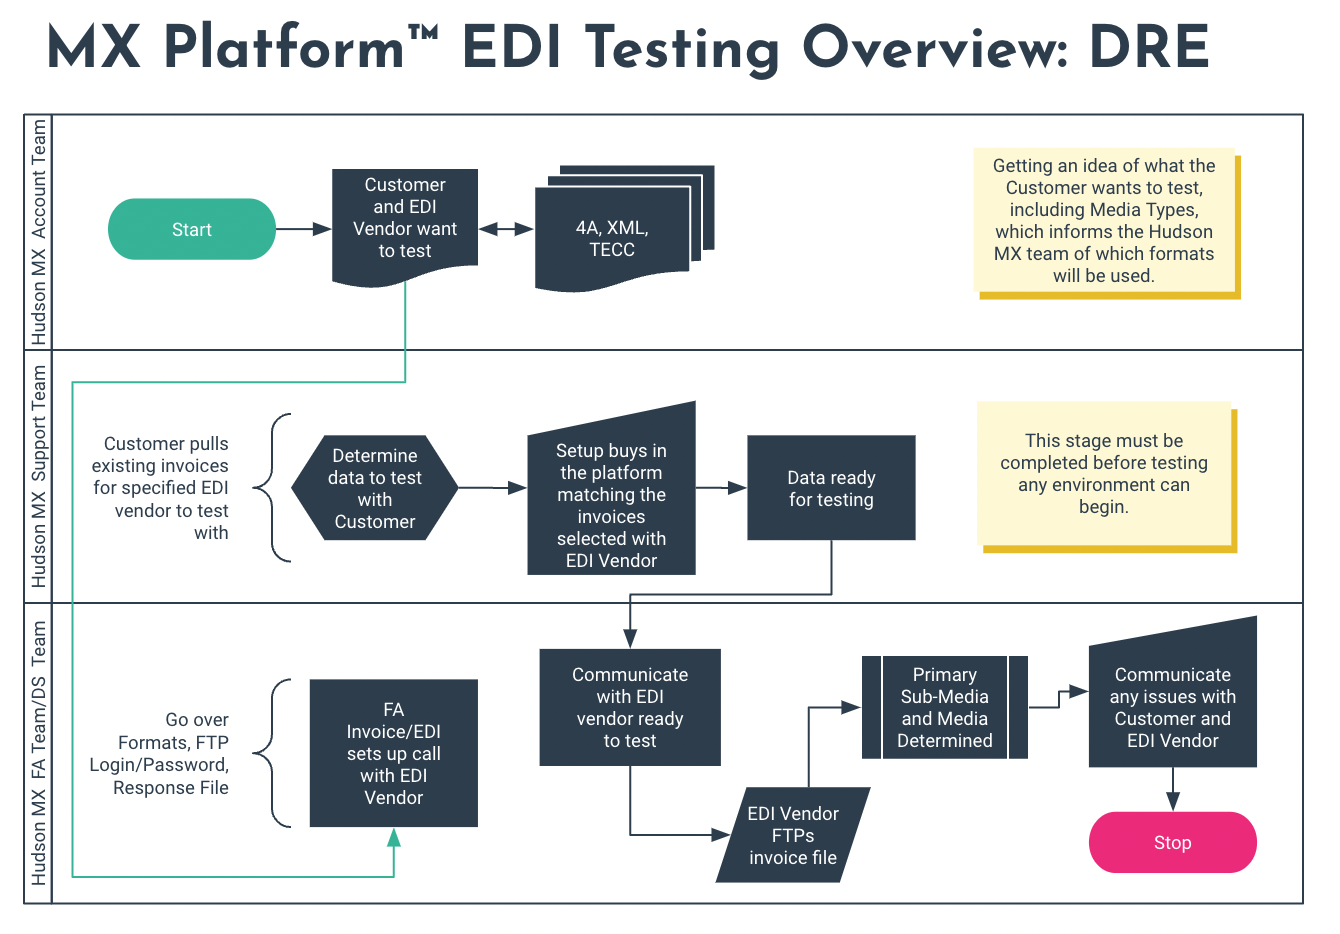 MX Platform™ EDI Testing Overview: DRE
Hudson MX Account Team
Start
Customer
and EDI
Vendor want
to test
4A, XML,
TECC
Getting an idea of what the
Customer wants to test,
including Media Types,
which informs the Hudson
MX team of which formats
will be used.
Hudson MX Support Team
Customer pulls
existing invoices
for specified EDI
vendor to test
with
Determine
data to test
with
Customer
Setup buys in
the platform
matching the
invoices
selected with
EDI Vendor
Data ready
for testing
This stage must be
completed before testing
any environment can
begin.
Hudson MX FA Team/DS Team
Go over
Formats, FTP
Login/Password,
Response File
FA
Invoice/EDI
sets up call
with EDI
Vendor
Communicate
with EDI
vendor ready
to test
EDI Vendor
FTPs
invoice file
Primary
Sub-Media
and Media
Determined
Communicate
any issues with
Customer and
EDI Vendor
Stop